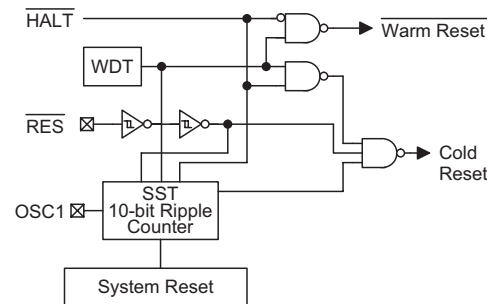 HALT
Warm Reset
WDT
RES
Cold
Reset
SST
10-bit Ripple
Counter
OSC1
System Reset